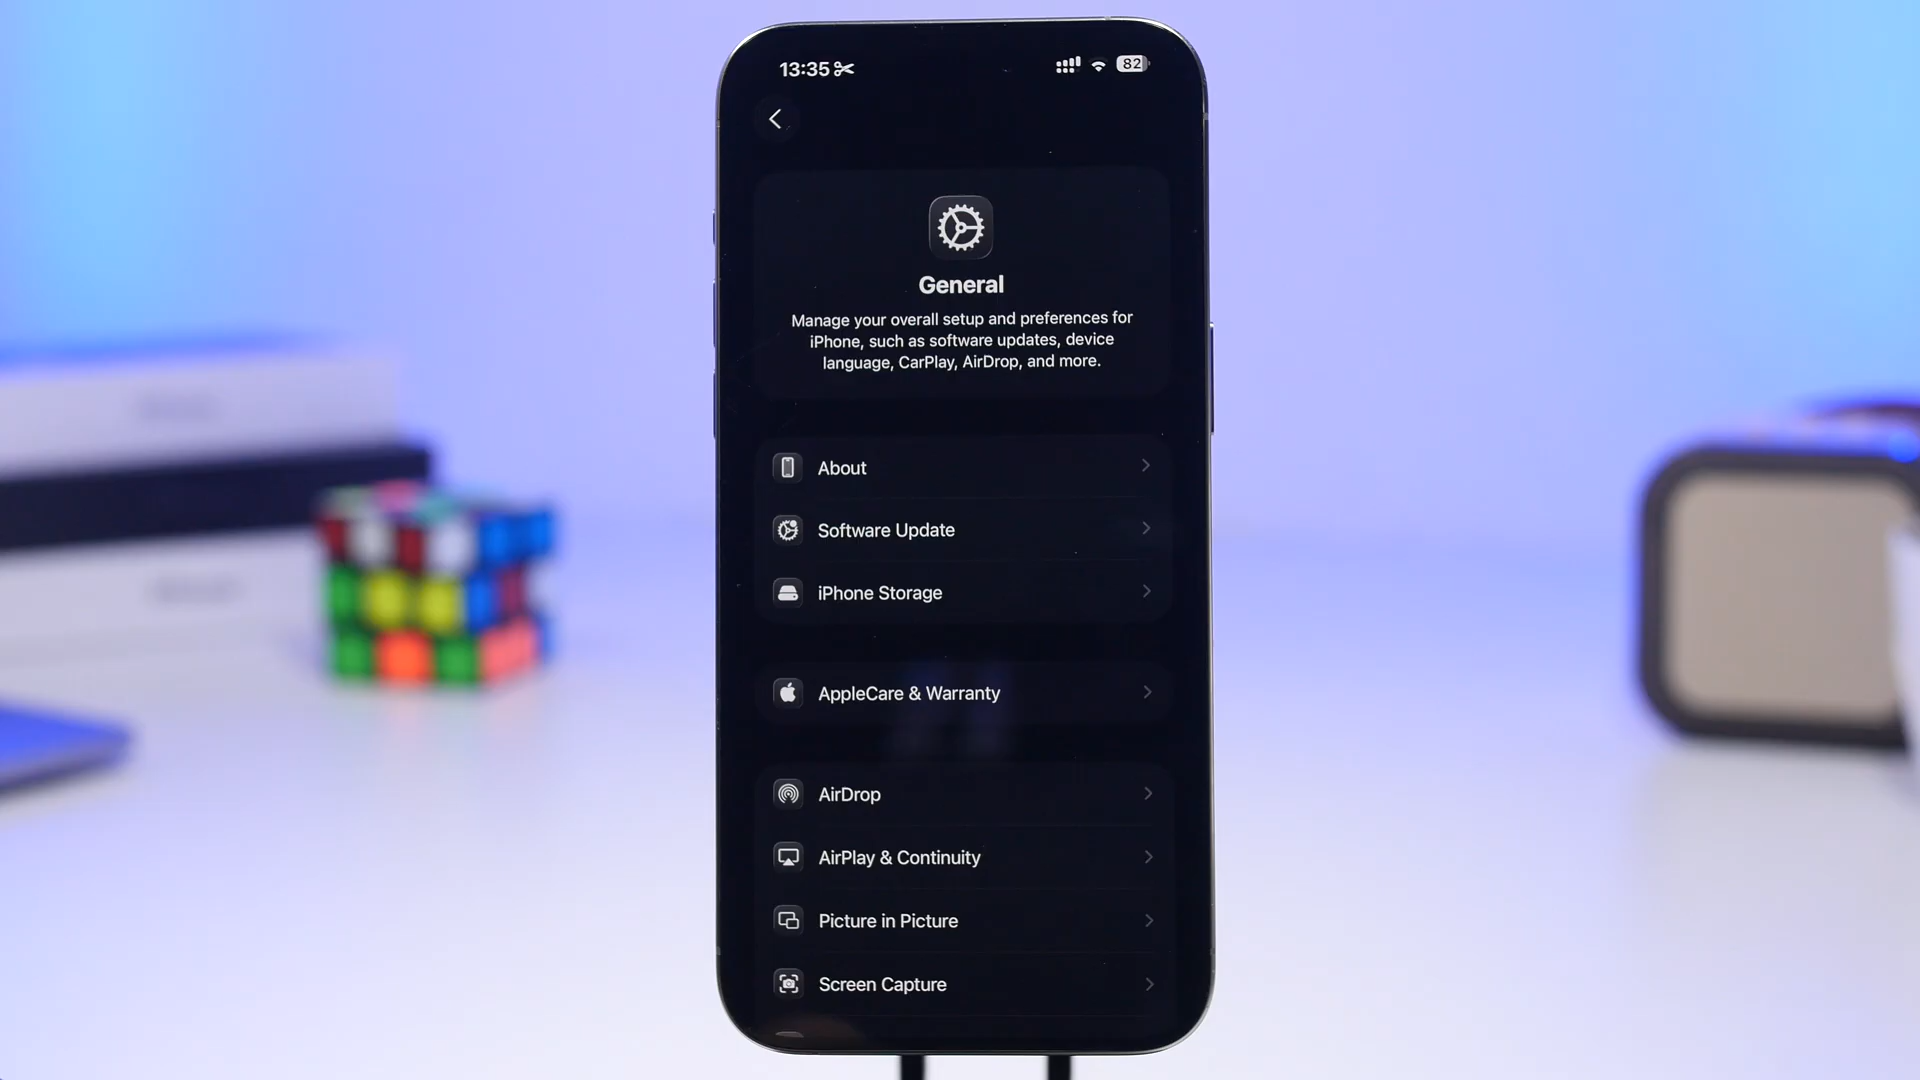 13:35
82
General
Manage your overall setup and preferences for
iPhone, such as software updates, device
language, CarPlay, AirDrop, and more.
About
Software Update
iPhone Storage
AppleCare & Warranty
AirDrop
AirPlay & Continuity
Picture in Picture
Screen Capture